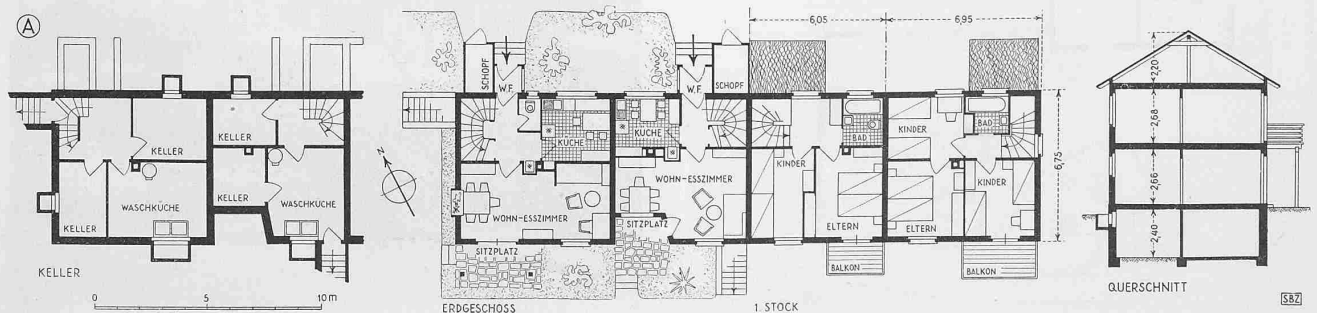 A
KELLER
KELLER
WASCHKÜCHE
KELLER
KELLER
KELLER
WASCHKÜCHE
0 5 10 m
SCHOPF
W.F.
KÜCHE
WOHN-ESSZIMMER
SITZPLATZ
ERDGESCHOSS
N
W.F.
SCHOPF
KÜCHE
WOHN-ESSZIMMER
SITZPLATZ
6,05
6,95
BAD
KINDER
ELTERN
BALKON
KINDER
BAD
KINDER
ELTERN
BALKON
6,75
1. STOCK
2,20
2,68
2,66
2,40
QUERSCHNITT
SBZ